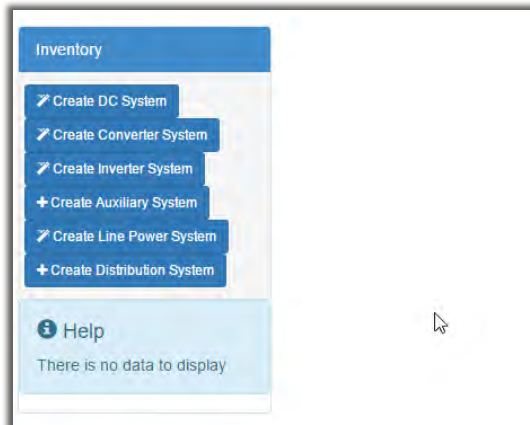 Inventory
Create DC System
Create Converter System
Create Inverter System
Create Auxiliary System
Create Line Power System
Create Distribution System
Help
There is no data to display